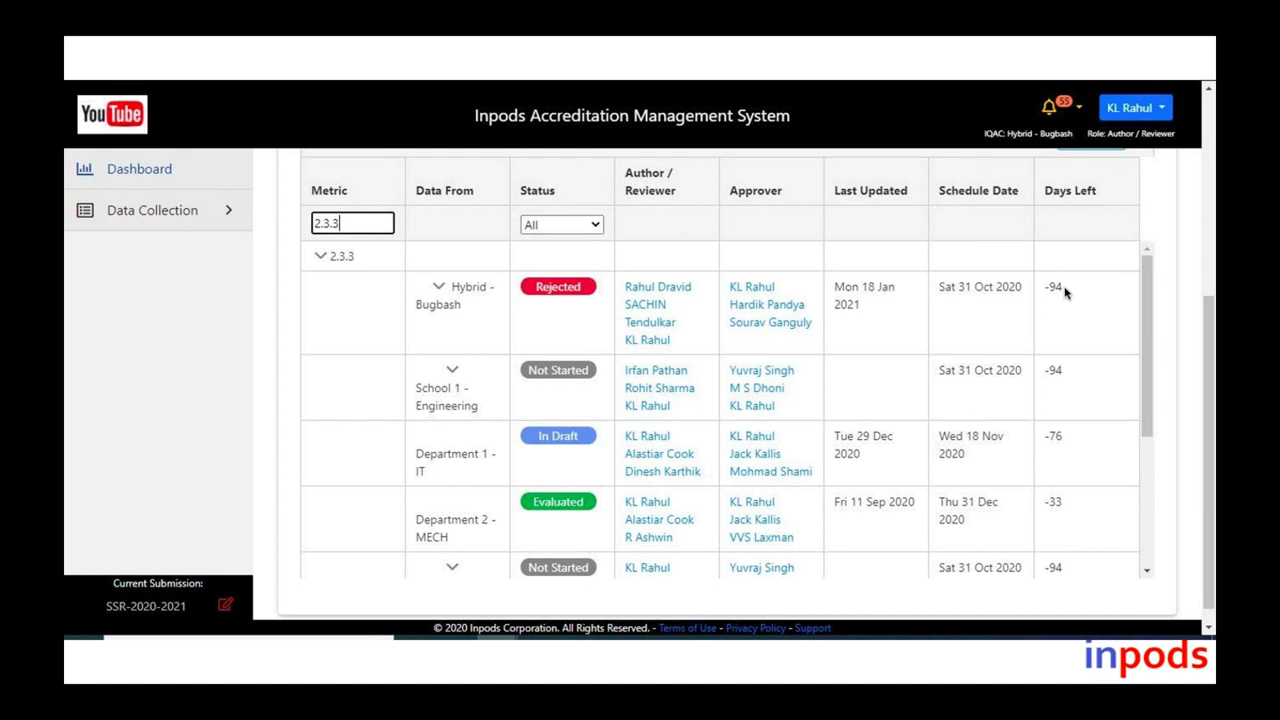 YouTube
Inpods Accreditation Management System
55
KL Rahul
IQAC: Hybrid - Bugbash Role: Author / Reviewer
Dashboard
Data Collection
Metric
Data From
Status
Author /
Reviewer
Approver
Last Updated
Schedule Date
Days Left
2.3.3
All
2.3.3
Hybrid -
Bugbash
Rejected
Rahul Dravid
SACHIN
Tendulkar
KL Rahul
KL Rahul
Hardik Pandya
Sourav Ganguly
Mon 18 Jan
2021
Sat 31 Oct 2020
-94
School 1 -
Engineering
Not Started
Irfan Pathan
Rohit Sharma
KL Rahul
Yuvraj Singh
M S Dhoni
KL Rahul
Sat 31 Oct 2020
-94
Department 1 -
IT
In Draft
KL Rahul
Alastiar Cook
Dinesh Karthik
KL Rahul
Jack Kallis
Mohmad Shami
Tue 29 Dec
2020
Wed 18 Nov
2020
-76
Department 2 -
MECH
Evaluated
KL Rahul
Alastiar Cook
R Ashwin
KL Rahul
Jack Kallis
VVS Laxman
Fri 11 Sep 2020
Thu 31 Dec
2020
-33
Not Started
KL Rahul
Yuvraj Singh
Sat 31 Oct 2020
-94
Current Submission:
SSR-2020-2021
© 2020 Inpods Corporation. All Rights Reserved. - Terms of Use - Privacy Policy - Support
inpods